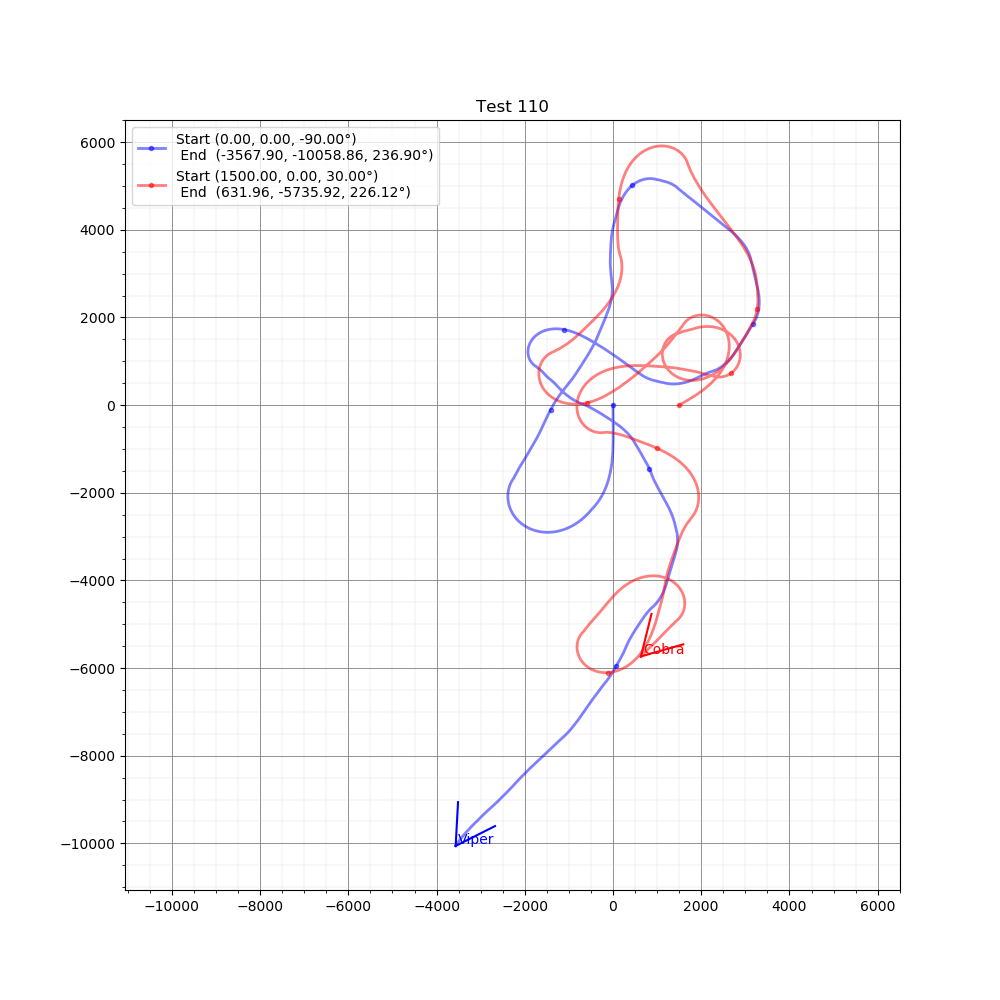 Test 110
Start (0.00, 0.00, -90.00°)
End  (-3567.90, -10058.86, 236.90°)
Start (1500.00, 0.00, 30.00°)
End  (631.96, -5735.92, 226.12°)
6000
4000
2000
0
−2000
−4000
−6000
−8000
−10000
Cobra
Viper
−10000 −8000 −6000 −4000 −2000 0 2000 4000 6000